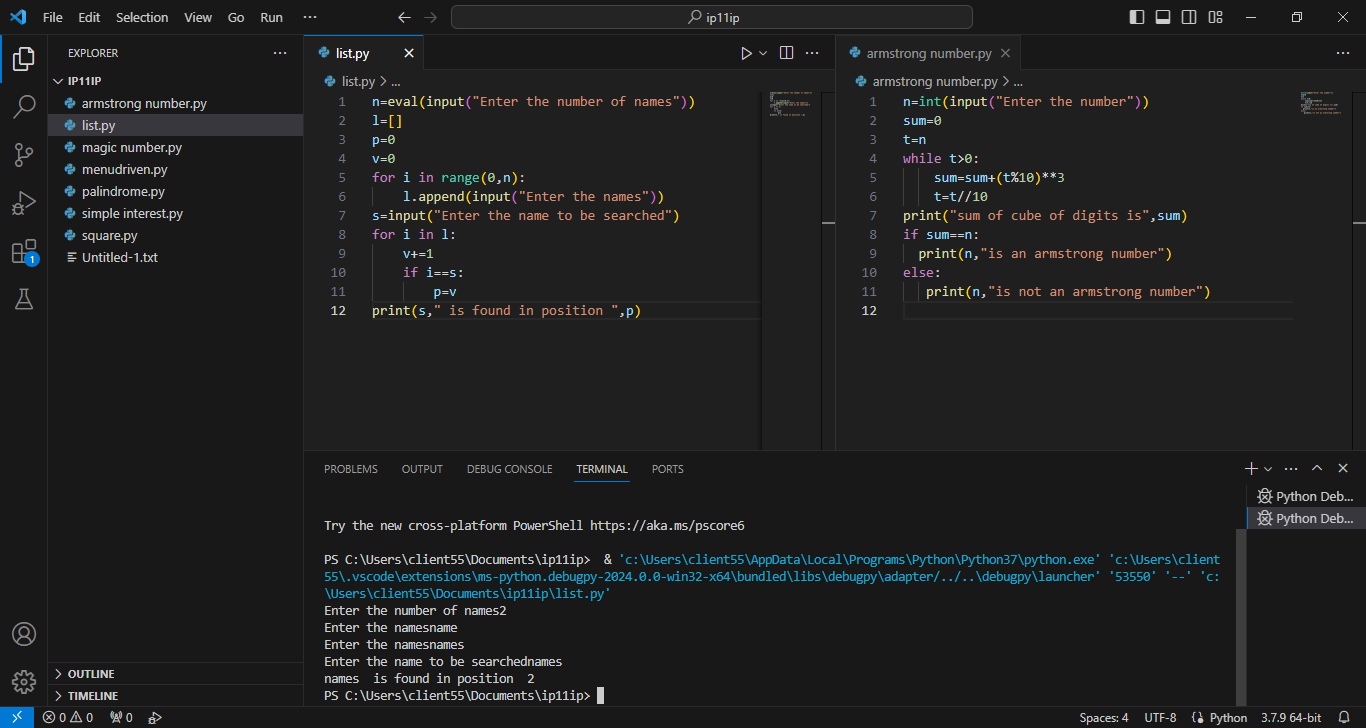 File Edit Selection View Go Run ··· ip11ip
EXPLORER ···
IP11IP
armstrong number.py
list.py
magic number.py
menudriven.py
palindrome.py
simple interest.py
square.py
Untitled-1.txt
1
OUTLINE
TIMELINE
list.py
list.py > ...
1 n=eval(input("Enter the number of names"))
2 l=[]
3 p=0
4 v=0
5 for i in range(0,n):
6 l.append(input("Enter the names"))
7 s=input("Enter the name to be searched")
8 for i in l:
9 v+=1
10 if i==s:
11 p=v
12 print(s," is found in position ",p)
armstrong number.py
armstrong number.py > ...
1 n=int(input("Enter the number"))
2 sum=0
3 t=n
4 while t>0:
5 sum=sum+(t%10)**3
6 t=t//10
7 print("sum of cube of digits is",sum)
8 if sum==n:
9 print(n,"is an armstrong number")
10 else:
11 print(n,"is not an armstrong number")
12
PROBLEMS OUTPUT DEBUG CONSOLE TERMINAL PORTS
Try the new cross-platform PowerShell https://aka.ms/pscore6
PS C:\Users\client55\Documents\ip11ip>  & 'c:\Users\client55\AppData\Local\Programs\Python\Python37\python.exe' 'c:\Users\client
55\.vscode\extensions\ms-python.debugpy-2024.0.0-win32-x64\bundled\libs\debugpy\adapter/../..\debugpy\launcher' '53550' '--' 'c:
\Users\client55\Documents\ip11ip\list.py'
Enter the number of names2
Enter the namesname
Enter the namesnames
Enter the name to be searchednames
names  is found in position  2
PS C:\Users\client55\Documents\ip11ip>
Python Deb...
Python Deb...
0 0 0 Spaces: 4 UTF-8 Python 3.7.9 64-bit